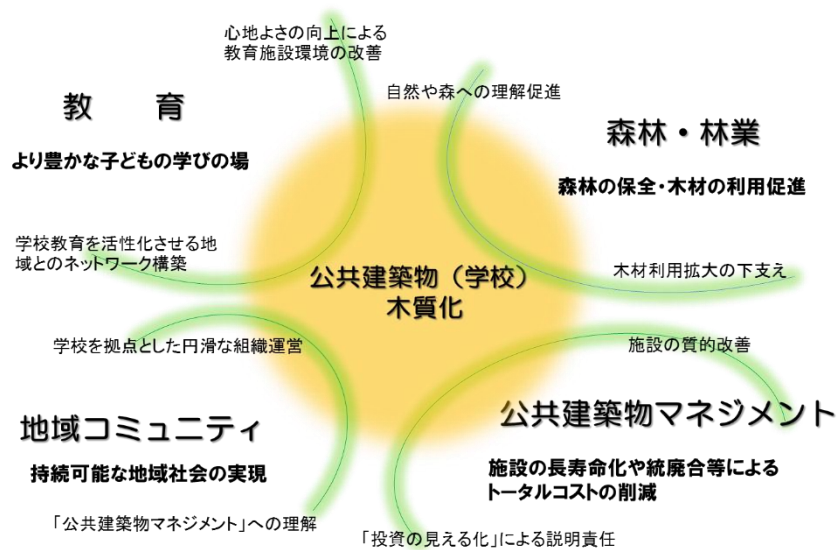 心地よさの向上による
教育施設環境の改善
教　育
より豊かな子どもの学びの場
学校教育を活性化させる地
域とのネットワーク構築
自然や森への理解促進
森林・林業
森林の保全・木材の利用促進
木材利用拡大の下支え
公共建築物（学校）
木質化
学校を拠点とした円滑な組織運営
地域コミュニティ
持続可能な地域社会の実現
「公共建築物マネジメント」への理解
施設の質的改善
公共建築物マネジメント
施設の長寿命化や統廃合等による
トータルコストの削減
「投資の見える化」による説明責任